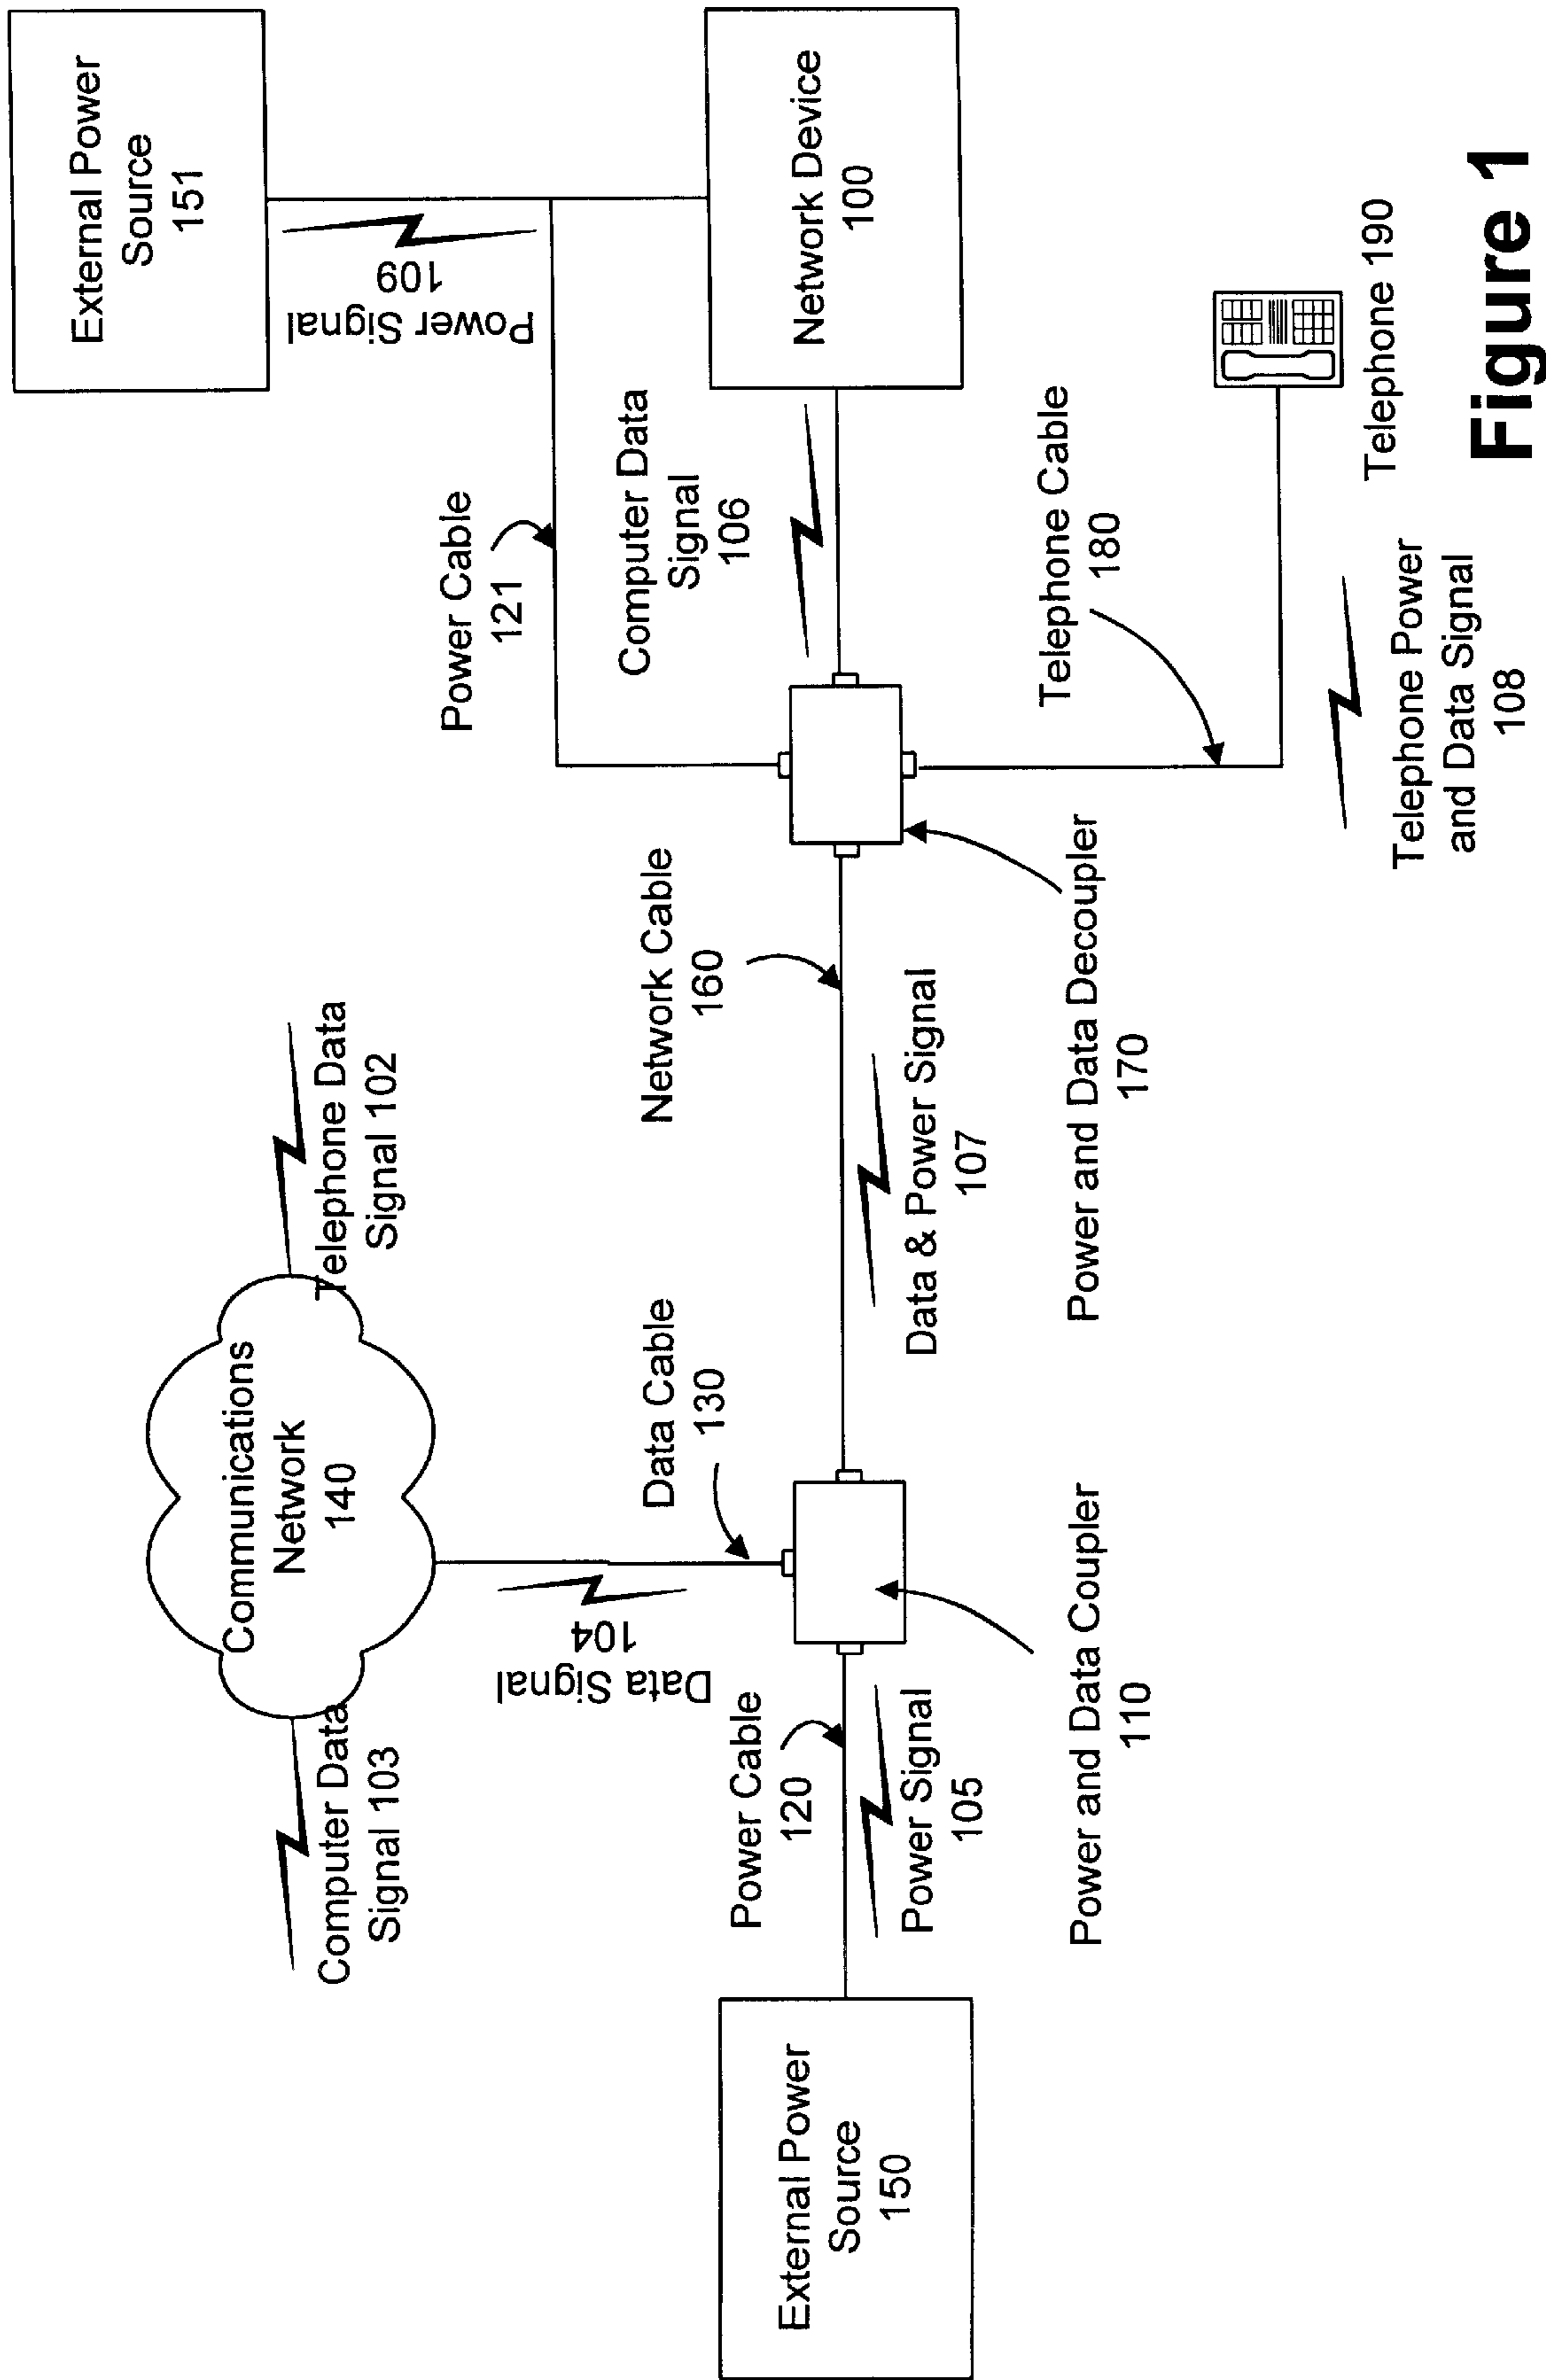 External Power
Source
151
Power Signal
109
Communications
Network
140
Computer Data
Signal 103
Telephone Data
Signal 102
Power Cable
121
Data Signal
104
Data Cable
130
Network Cable
160
Computer Data
Signal
106
Network Device
100
External Power
Source
150
Power Cable
120
Power Signal
105
Data & Power Signal
107
Power and Data Coupler
110
Power and Data Decoupler
170
Telephone Cable
180
Telephone 190
Telephone Power
and Data Signal
108
Figure 1